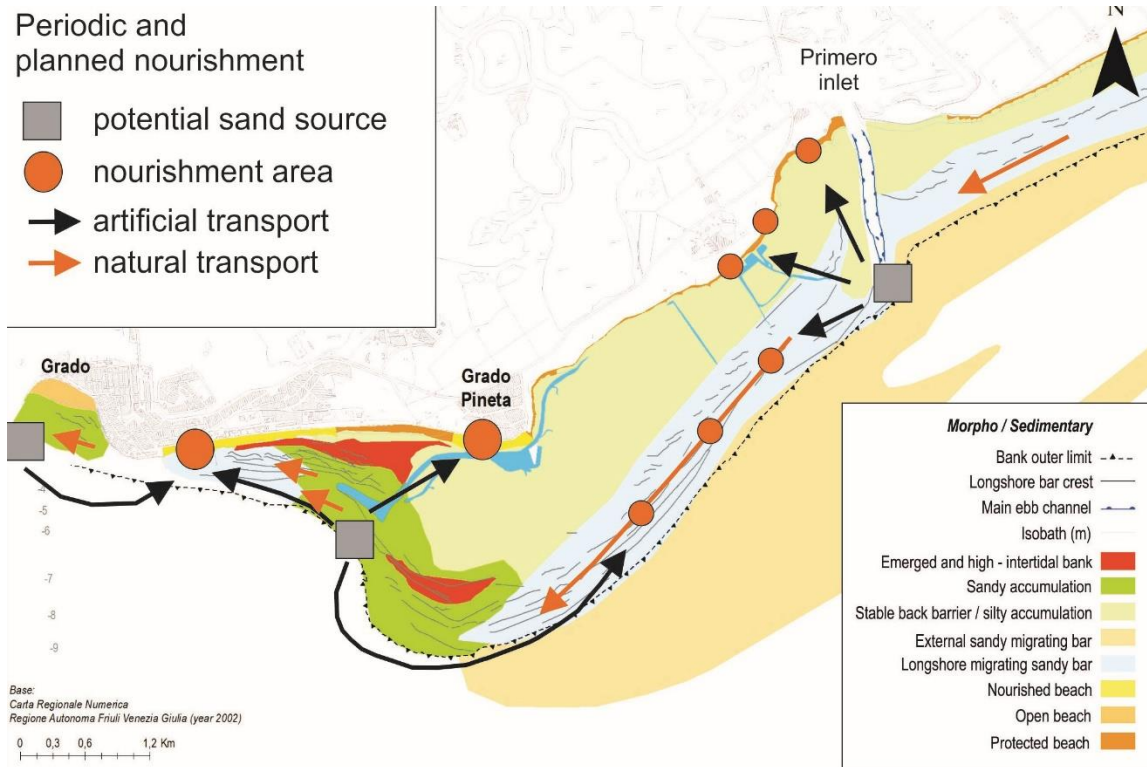 Periodic and
planned nourishment
potential sand source
nourishment area
artificial transport
natural transport
Primero
inlet
N
Grado
Grado
Pineta
-5
-6
-7
-8
-9
Base:
Carta Regionale Numerica
Regione Autonoma Friuli Venezia Giulia (year 2002)
0 0,3 0,6 1,2 Km
Morpho / Sedimentary
Bank outer limit
Longshore bar crest
Main ebb channel
Isobath (m)
Emerged and high - intertidal bank
Sandy accumulation
Stable back barrier / silty accumulation
External sandy migrating bar
Longshore migrating sandy bar
Nourished beach
Open beach
Protected beach